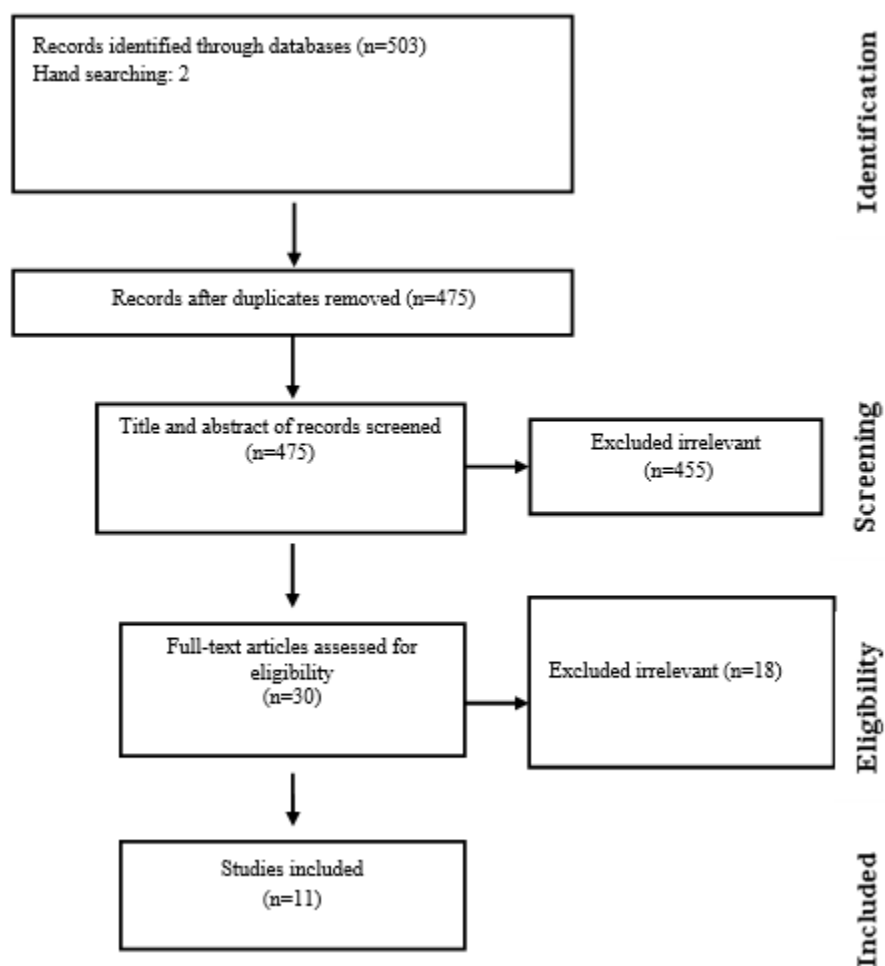 Records identified through databases (n=503)
Hand searching: 2
Identification
Records after duplicates removed (n=475)
Title and abstract of records screened
(n=475)
Excluded irrelevant
(n=455)
Screening
Full-text articles assessed for
eligibility
(n=30)
Excluded irrelevant (n=18)
Eligibility
Studies included
(n=11)
Included